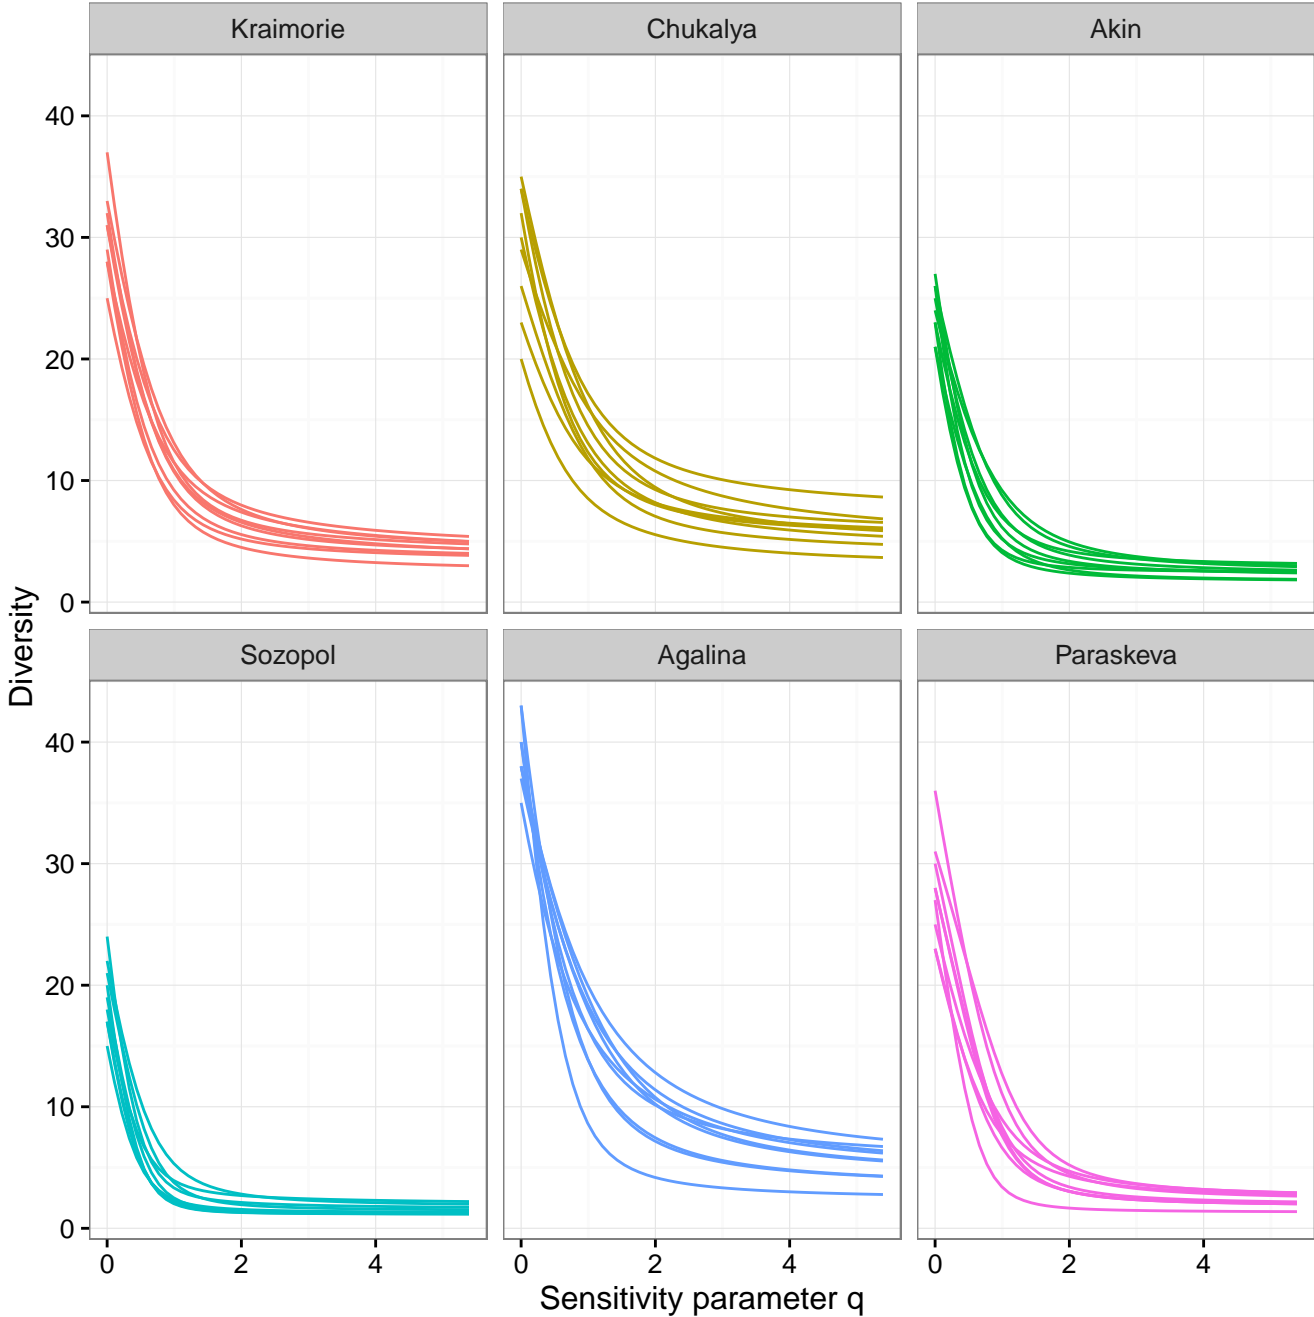 Kraimorie Chukalya Akin
40
30
20
10
0
Sozopol Agalina Paraskeva
40
30
20
10
0
0 2 4 0 2 4 0 2 4
Diversity
Sensitivity parameter q